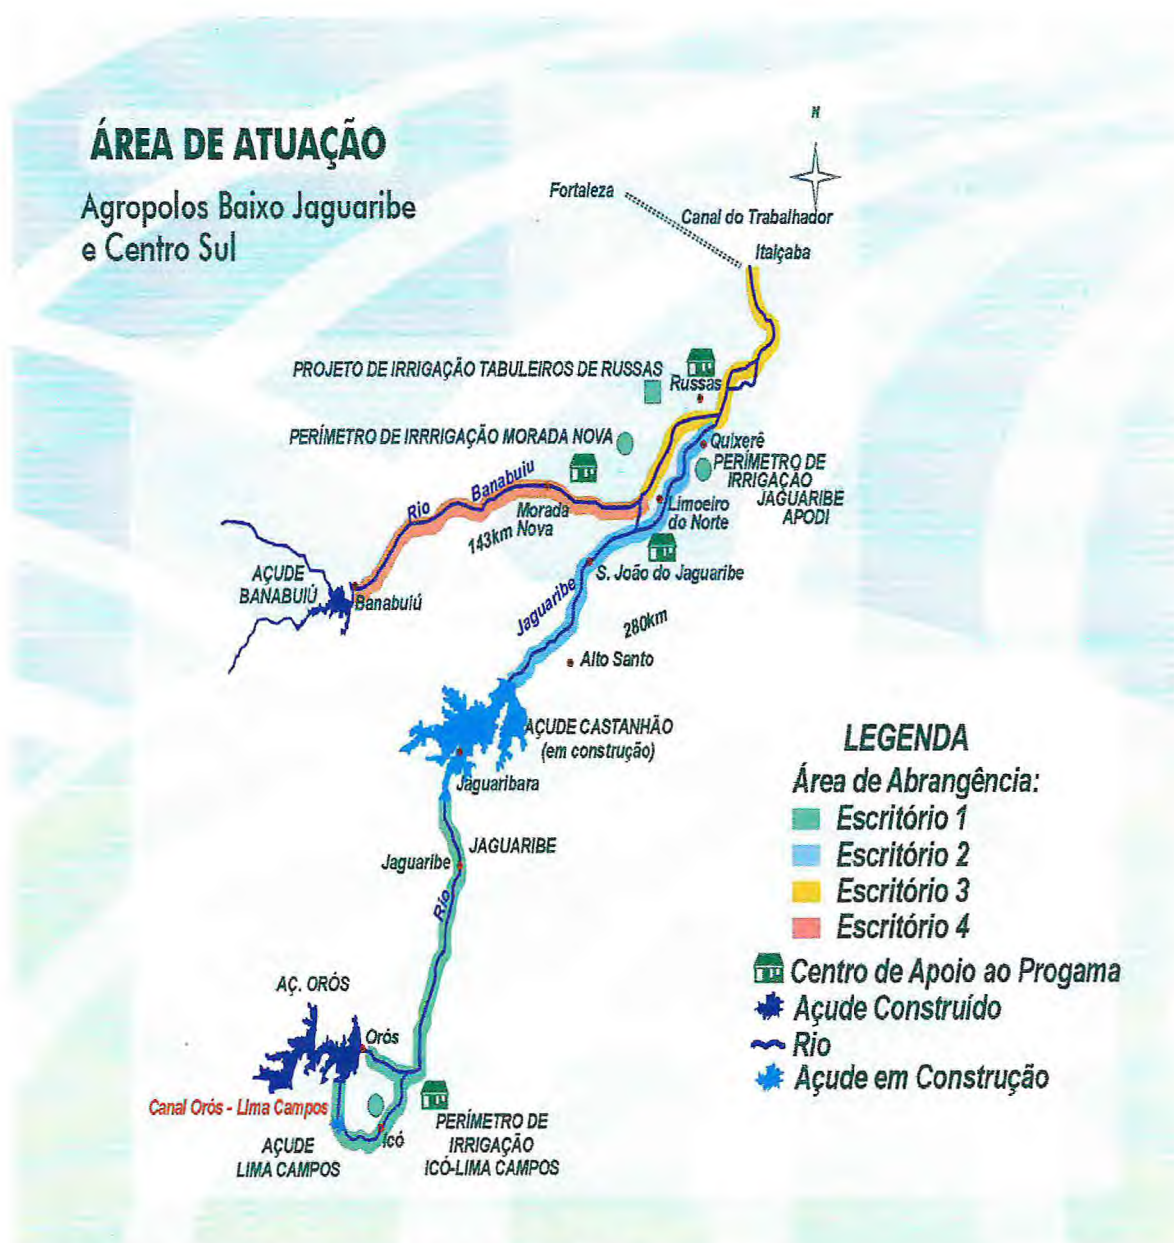 ÁREA DE ATUAÇÃO
Agropolos Baixo Jaguaribe
e Centro Sul
N
Fortaleza
Canal do Trabalhador
Itaiçaba
PROJETO DE IRRIGAÇÃO TABULEIROS DE RUSSAS
Russas
PERÍMETRO DE IRRRIGAÇÃO MORADA NOVA
Quixerê
PERÍMETRO DE
IRRIGAÇÃO
JAGUARIBE
APODI
Rio Banabuiu
Morada
Nova
143km
Limoeiro
do Norte
S. João do Jaguaribe
AÇUDE
BANABUIÚ
Banabuiú
Jaguaribe
280km
Alto Santo
AÇUDE CASTANHÃO
(em construção)
Jaguaribara
JAGUARIBE
Jaguaribe
Rio
AÇ. ORÓS
Orós
Canal Orós - Lima Campos
Icó
AÇUDE
LIMA CAMPOS
PERÍMETRO DE
IRRIGAÇÃO
ICÓ-LIMA CAMPOS
LEGENDA
Área de Abrangência:
Escritório 1
Escritório 2
Escritório 3
Escritório 4
Centro de Apoio ao Progama
Açude Construído
Rio
Açude em Construção